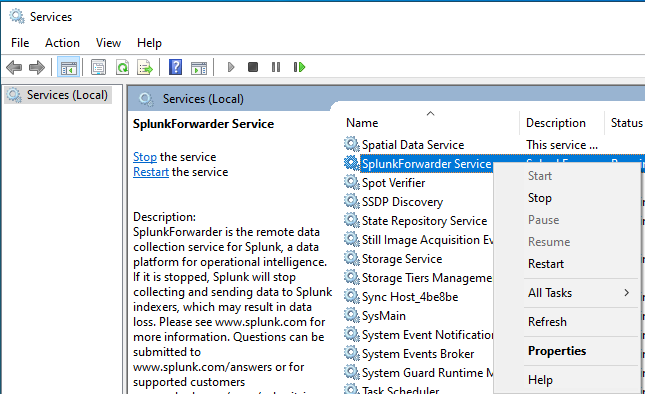 Services
File Action View Help
Services (Local)
Services (Local)
SplunkForwarder Service
Stop the service
Restart the service
Description:
SplunkForwarder is the remote data
collection service for Splunk, a data
platform for operational intelligence.
If it is stopped, Splunk will stop
collecting and sending data to Splunk
indexers, which may result in data
loss. Please see www.splunk.com for
more information. Questions can be
submitted to
www.splunk.com/answers or for
supported customers
Name Description Status
Spatial Data Service This service ...
SplunkForwarder Service
Spot Verifier
SSDP Discovery
State Repository Service
Still Image Acquisition Ev
Storage Service
Storage Tiers Manageme
Sync Host_4be8be
SysMain
System Event Notification
System Events Broker
System Guard Runtime M
Task Scheduler
Start
Stop
Pause
Resume
Restart
All Tasks
Refresh
Properties
Help